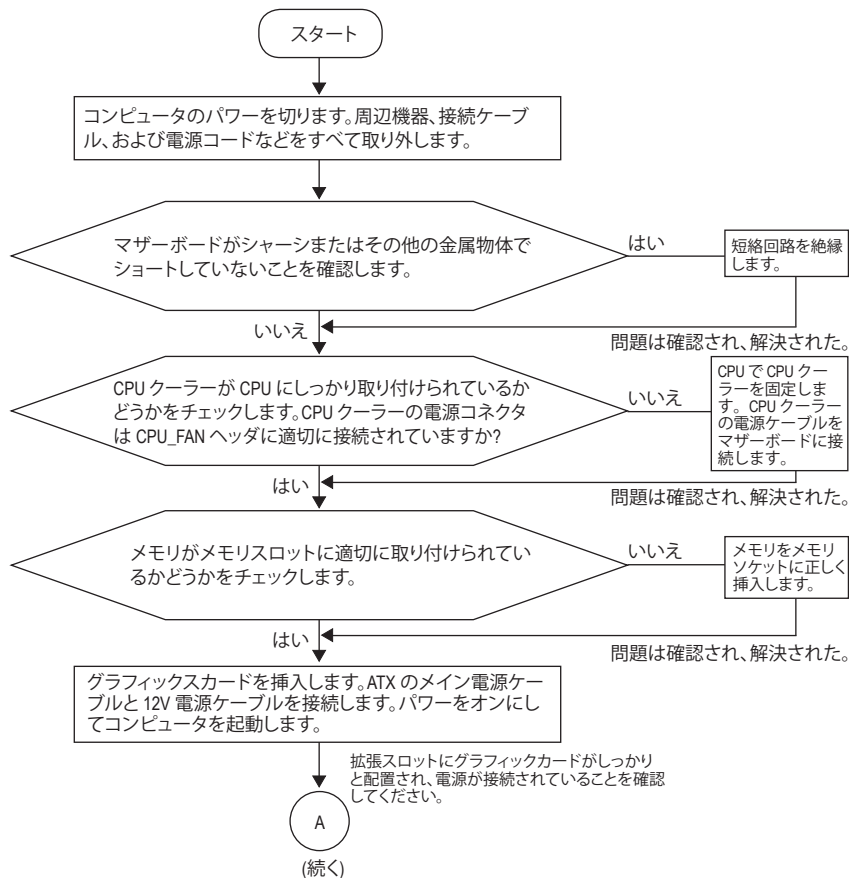 スタート
コンピュータのパワーを切ります。周辺機器、接続ケーブ
ル、および電源コードなどをすべて取り外します。
マザーボードがシャーシまたはその他の金属物体で
ショートしていないことを確認します。
はい
短絡回路を絶縁
します。
いいえ
問題は確認され、解決された。
CPU クーラーが CPU にしっかり取り付けられているか
どうかをチェックします。CPU クーラーの電源コネクタ
は CPU_FAN ヘッダに適切に接続されていますか?
いいえ
CPU で CPU クー
ラーを固定しま
す。 CPU クーラー
の電源ケーブルを
マザーボードに接
続します。
はい
問題は確認され、解決された。
メモリがメモリスロットに適切に取り付けられてい
るかどうかをチェックします。
いいえ
メモリをメモリ
ソケットに正しく
挿入します。
はい
問題は確認され、解決された。
グラフィックスカードを挿入します。ATX のメイン電源ケー
ブルと 12V 電源ケーブルを接続します。パワーをオンにし
てコンピュータを起動します。
拡張スロットにグラフィックカードがしっかり
と配置され、電源が接続されていることを確認
してください。
A
(続く)